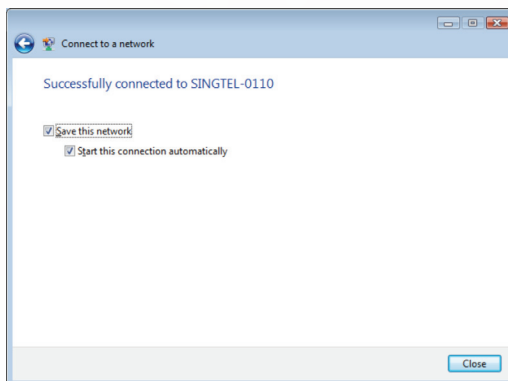 Connect to a network
Successfully connected to SINGTEL-0110
Save this network
Start this connection automatically
Close